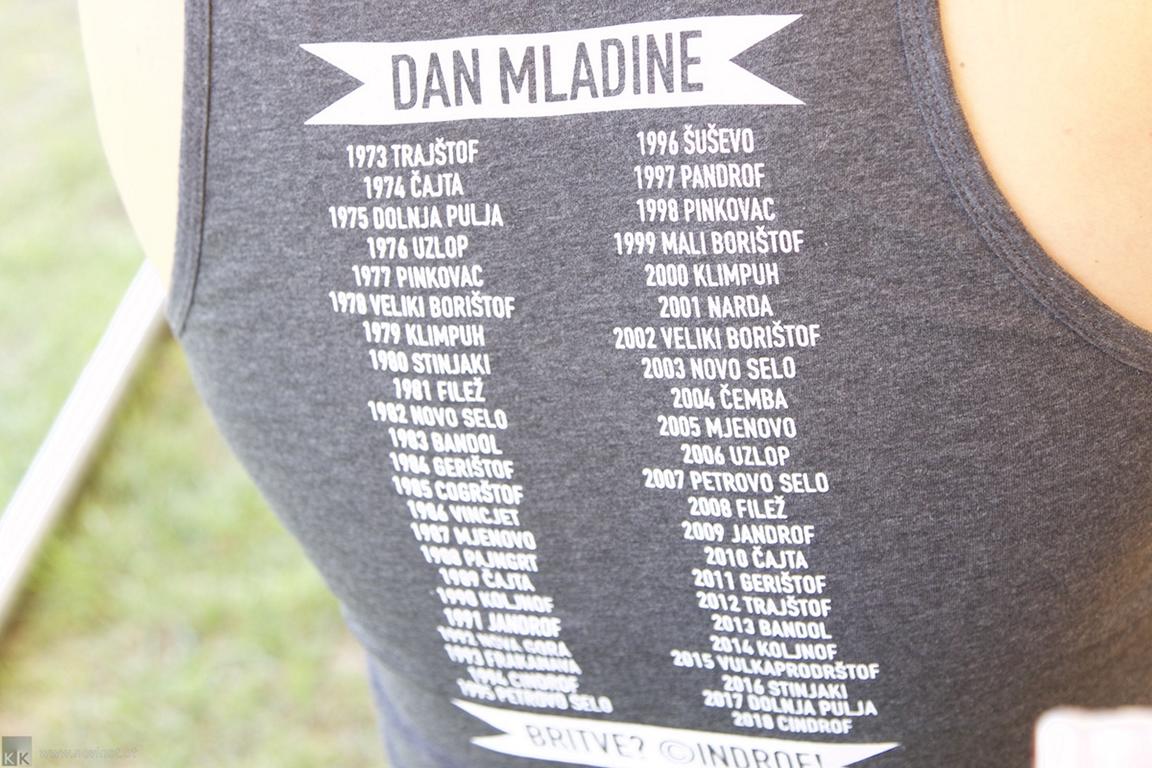 DAN MLADINE
1973 TRAJŠTOF
1974 ČAJTA
1975 DOLNJA PULJA
1976 UZLOP
1977 PINKOVAC
1978 VELIKI BORIŠTOF
1979 KLIMPUH
1980 STINJAKI
1981 FILEŽ
1982 NOVO SELO
1983 BANDOL
1984 GERIŠTOF
1985 COGRŠTOF
1986 VINCJET
1987 MJENOVO
1988 PAJNGRT
1989 ČAJTA
1990 KOLJNOF
1991 JANDROF
1992 NOVA GORA
1993 FRAKANAVA
1994 CINDROF
1995 PETROVO SELO
1996 ŠUŠEVO
1997 PANDROF
1998 PINKOVAC
1999 MALI BORIŠTOF
2000 KLIMPUH
2001 NARDA
2002 VELIKI BORIŠTOF
2003 NOVO SELO
2004 ČEMBA
2005 MJENOVO
2006 UZLOP
2007 PETROVO SELO
2008 FILEŽ
2009 JANDROF
2010 ČAJTA
2011 GERIŠTOF
2012 TRAJŠTOF
2013 BANDOL
2014 KOLJNOF
2015 VULKAPRODRŠTOF
2016 STINJAKI
2017 DOLNJA PULJA
2018 CINDROF
BRITVE? ©INDROF!
KK